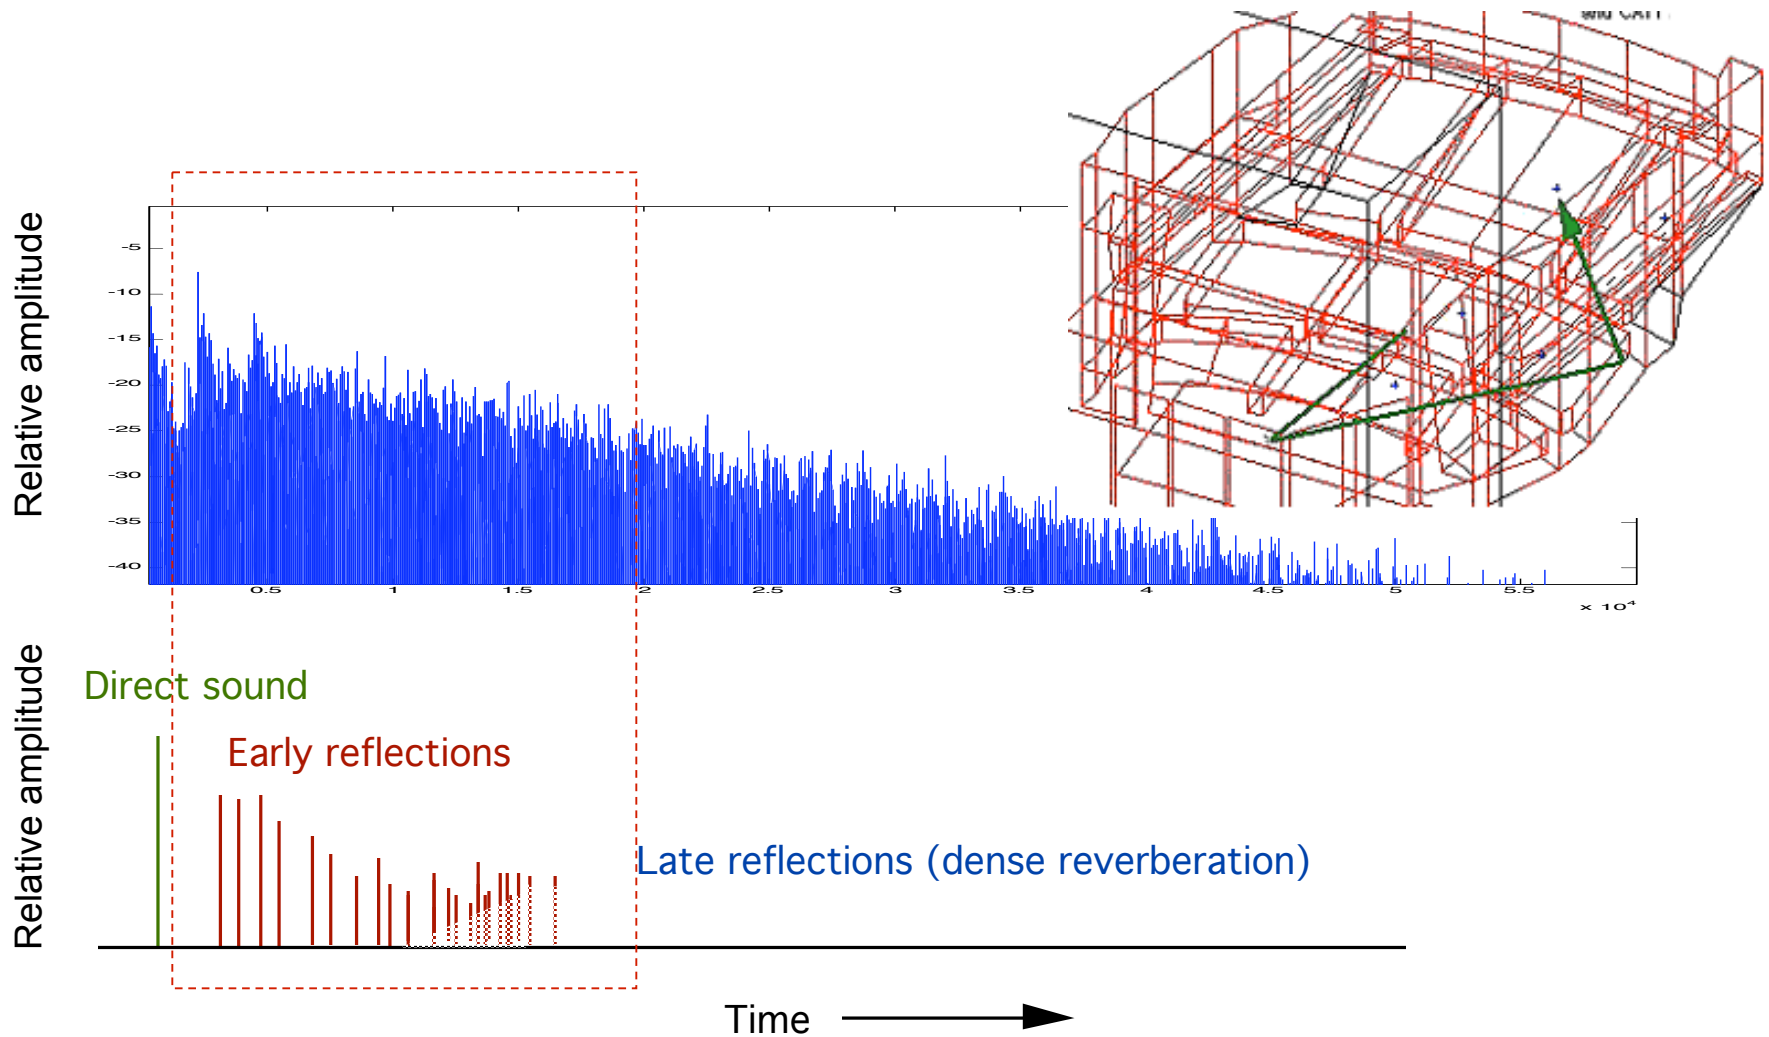 Relative amplitude
-5
-10
-15
-20
-25
-30
-35
-40
0.5 1 1.5 2 2.5 3 3.5 4 4.5 5 5.5
x 10⁴
Relative amplitude
Direct sound
Early reflections
Late reflections (dense reverberation)
Time